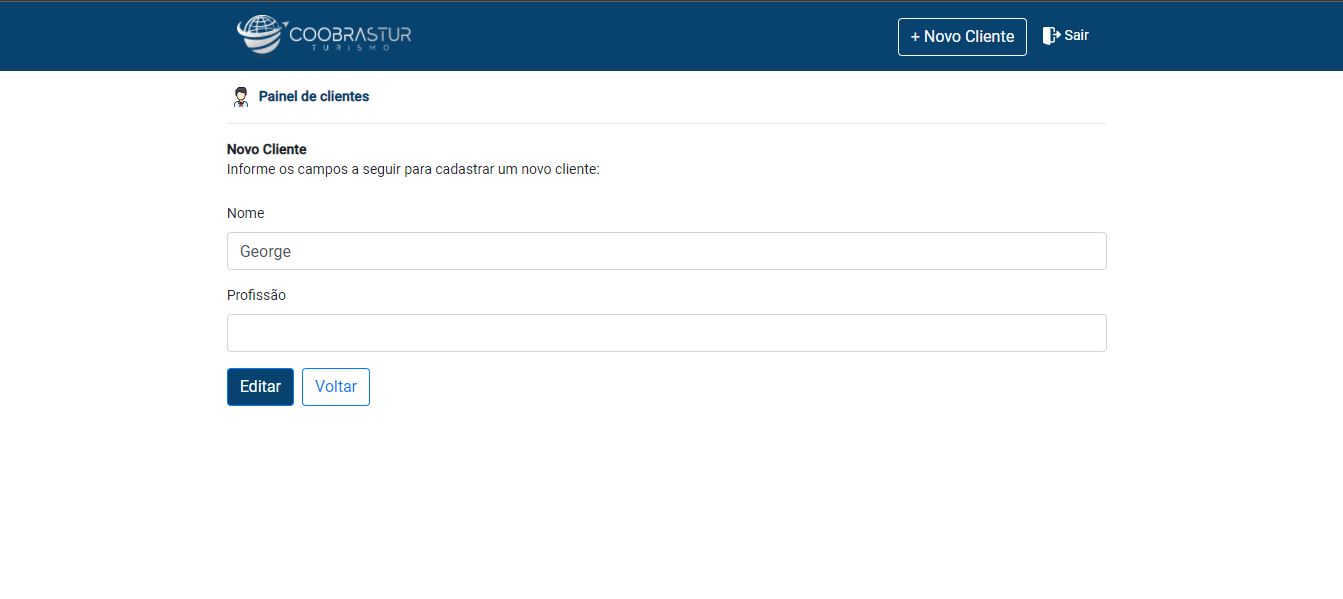 COOBRASTUR
TURISMO
+ Novo Cliente
Sair
Painel de clientes
Novo Cliente
Informe os campos a seguir para cadastrar um novo cliente:
Nome
George
Profissão
Editar
Voltar